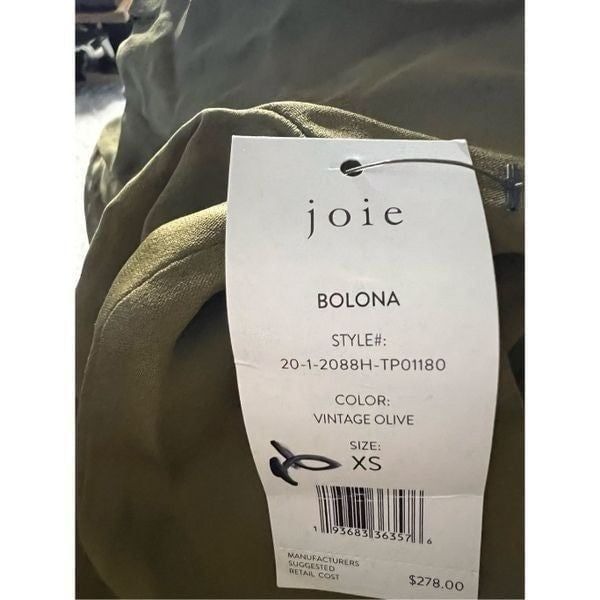 joie
BOLONA
STYLE#:
20-1-2088H-TP01180
COLOR:
VINTAGE OLIVE
SIZE:
XS
1 93683 36357 6
MANUFACTURERS
SUGGESTED
RETAIL COST
$278.00